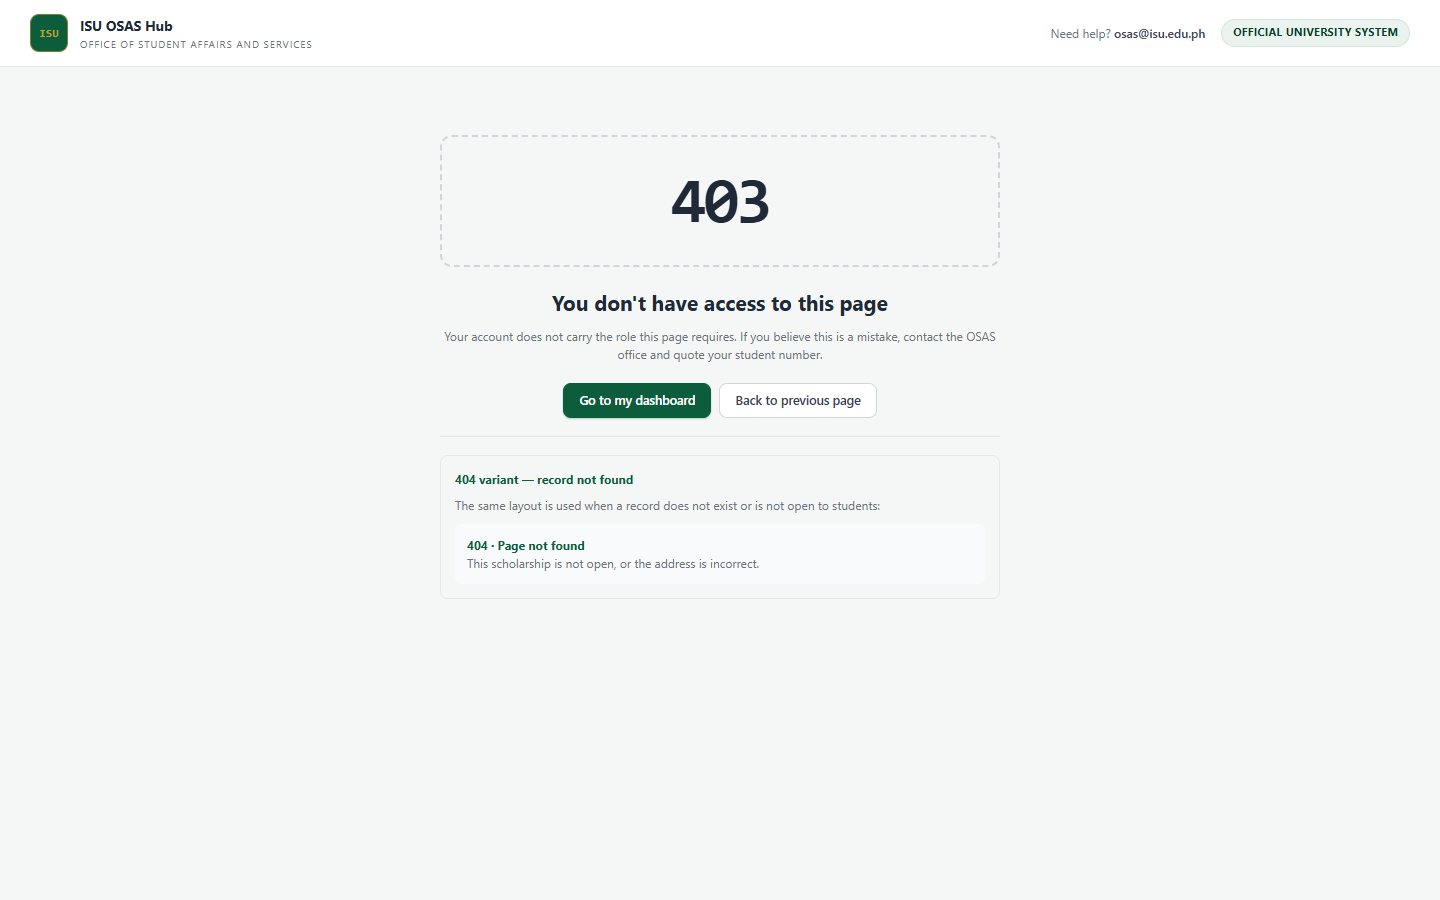 ISU
ISU OSAS Hub
OFFICE OF STUDENT AFFAIRS AND SERVICES
Need help? osas@isu.edu.ph
OFFICIAL UNIVERSITY SYSTEM
403
You don't have access to this page
Your account does not carry the role this page requires. If you believe this is a mistake, contact the OSAS
office and quote your student number.
Go to my dashboard
Back to previous page
404 variant — record not found
The same layout is used when a record does not exist or is not open to students:
404 · Page not found
This scholarship is not open, or the address is incorrect.